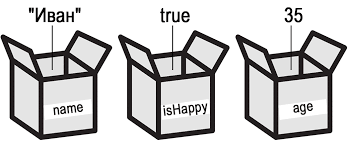 "Иван"
true
35
name
isHappy
age